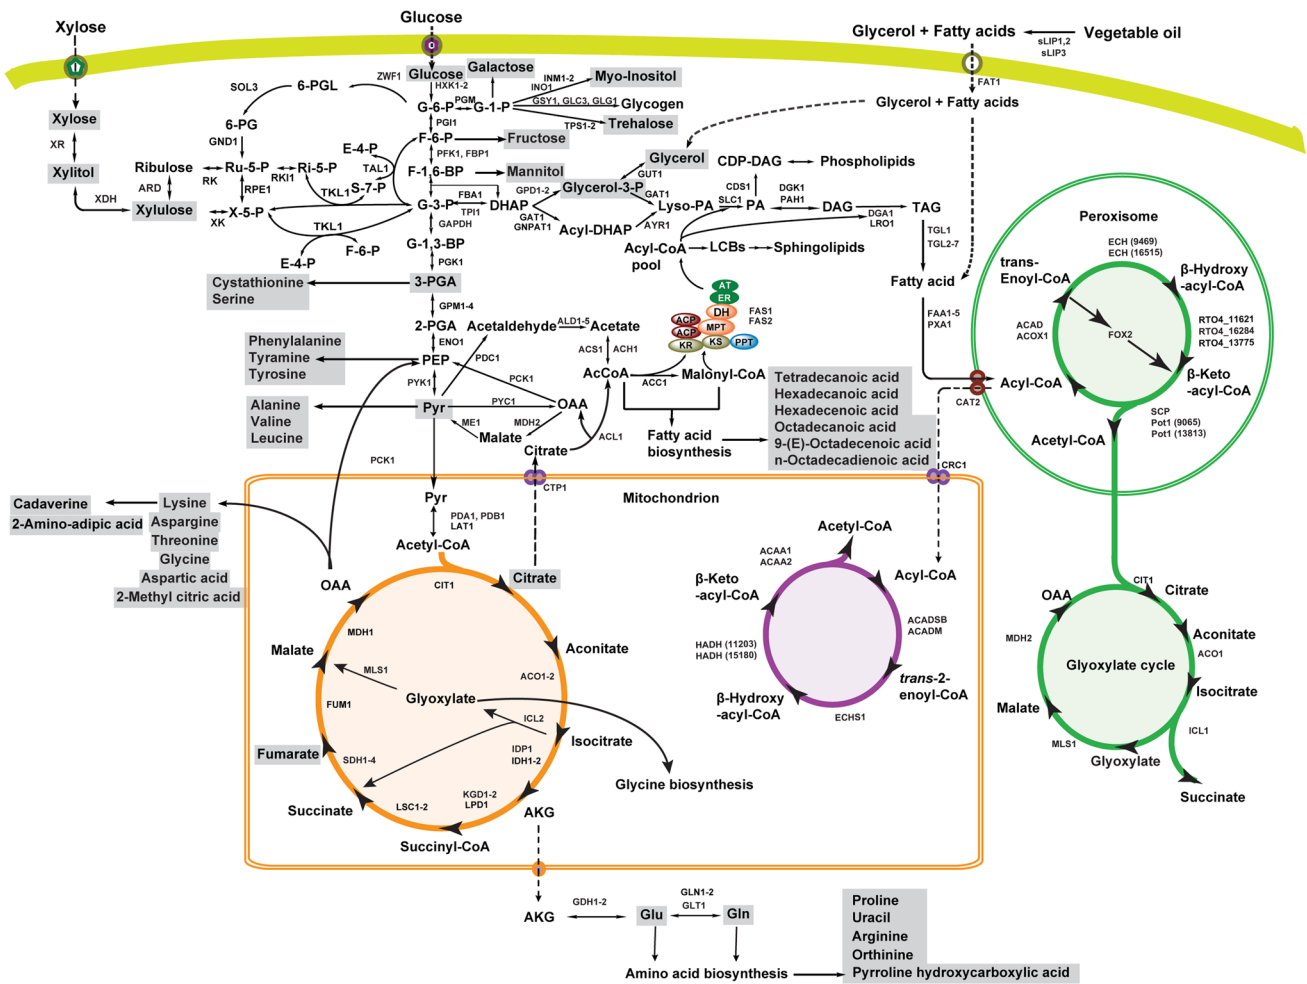 Xylose
Glucose
Glycerol + Fatty acids
Vegetable oil
sLIP1,2
sLIP3
FAT1
Glycerol + Fatty acids
Glucose
HXK1-2
Galactose
INM1-2
INO1
Myo-Inositol
GSY1, GLC3, GLG1
Glycogen
TPS1-2
Trehalose
ZWF1
6-PGL
SOL3
G-6-P
PGM
G-1-P
PGI1
6-PG
GND1
Xylose
XR
Xylitol
XDH
Xylulose
Ribulose
ARD
RK
XK
Ru-5-P
RPE1
X-5-P
RKI1
Ri-5-P
E-4-P
TAL1
TKL1
S-7-P
TKL1
E-4-P
F-6-P
F-6-P
Fructose
PFK1, FBP1
F-1,6-BP
Mannitol
FBA1
G-3-P
TPI1
DHAP
GAPDH
GPD1-2
Glycerol
GUT1
Glycerol-3-P
GAT1
GAT1
GNPAT1
Acyl-DHAP
AYR1
Lyso-PA
SLC1
PA
CDS1
CDP-DAG
Phospholipids
DGK1
PAH1
DAG
DGA1
LRO1
TAG
TGL1
TGL2-7
Fatty acid
FAA1-5
PXA1
G-1,3-BP
PGK1
3-PGA
Cystathionine
Serine
GPM1-4
2-PGA
ENO1
PEP
Phenylalanine
Tyramine
Tyrosine
PYK1
Pyr
Alanine
Valine
Leucine
Acyl-CoA
pool
LCBs
Sphingolipids
AT
ER
DH
ACP
ACP
MPT
KR
KS
PPT
FAS1
FAS2
Acetaldehyde
ALD1-5
Acetate
PDC1
ACS1
ACH1
AcCoA
ACC1
Malonyl-CoA
PCK1
PYC1
OAA
MDH2
ME1
Malate
ACL1
Citrate
Fatty acid
biosynthesis
Tetradecanoic acid
Hexadecanoic acid
Hexadecenoic acid
Octadecanoic acid
9-(E)-Octadecenoic acid
n-Octadecadienoic acid
PCK1
CTP1
Mitochondrion
CRC1
CAT2
Peroxisome
ECH (9469)
ECH (16515)
trans-
Enoyl-CoA
β-Hydroxy
-acyl-CoA
ACAD
ACOX1
FOX2
RTO4_11621
RTO4_16284
RTO4_13775
β-Keto
-acyl-CoA
Acyl-CoA
SCP
Pot1 (9065)
Pot1 (13813)
Acetyl-CoA
Cadaverine
2-Amino-adipic acid
Lysine
Aspargine
Threonine
Glycine
Aspartic acid
2-Methyl citric acid
Pyr
PDA1, PDB1
LAT1
Acetyl-CoA
CIT1
Citrate
OAA
MDH1
Malate
MLS1
Glyoxylate
FUM1
Fumarate
SDH1-4
Succinate
LSC1-2
Succinyl-CoA
KGD1-2
LPD1
AKG
IDP1
IDH1-2
ICL2
Isocitrate
ACO1-2
Aconitate
Glycine biosynthesis
Acetyl-CoA
ACAA1
ACAA2
Acyl-CoA
β-Keto
-acyl-CoA
ACADSB
ACADM
HADH (11203)
HADH (15180)
trans-2-
enoyl-CoA
β-Hydroxy
-acyl-CoA
ECHS1
CIT1
Citrate
OAA
MDH2
Aconitate
ACO1
Glyoxylate cycle
Isocitrate
Malate
MLS1
Glyoxylate
ICL1
Succinate
AKG
GDH1-2
Glu
GLN1-2
GLT1
Gln
Amino acid biosynthesis
Proline
Uracil
Arginine
Orthinine
Pyrroline hydroxycarboxylic acid